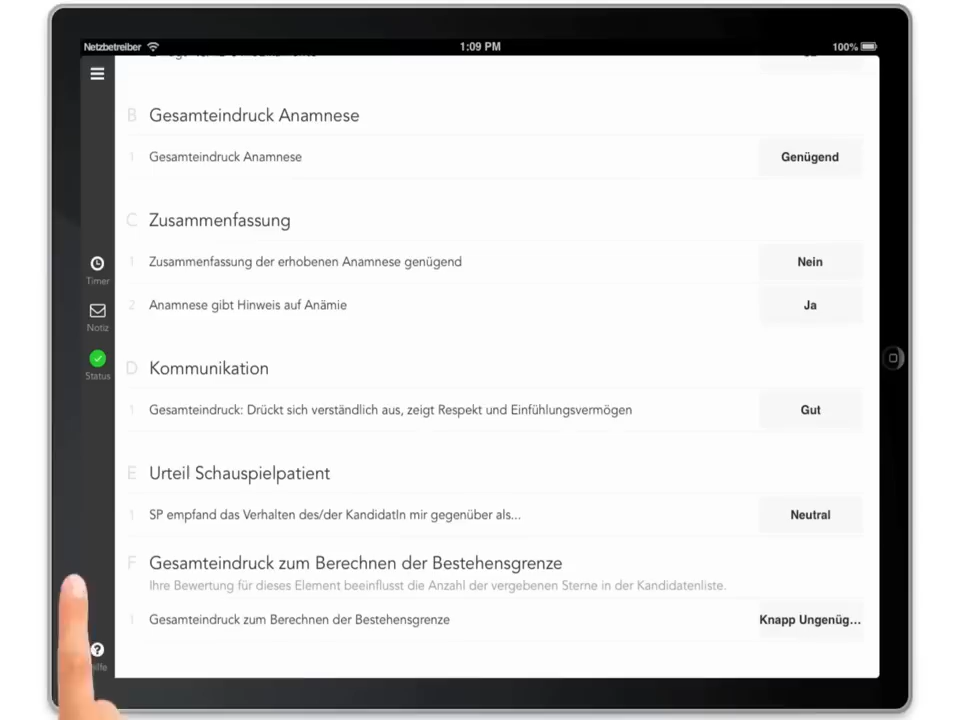 Netzbetreiber
1:09 PM
100%
B Gesamteindruck Anamnese
1 Gesamteindruck Anamnese Genügend
C Zusammenfassung
1 Zusammenfassung der erhobenen Anamnese genügend Nein
2 Anamnese gibt Hinweis auf Anämie Ja
D Kommunikation
1 Gesamteindruck: Drückt sich verständlich aus, zeigt Respekt und Einfühlungsvermögen Gut
E Urteil Schauspielpatient
1 SP empfand das Verhalten des/der KandidatIn mir gegenüber als... Neutral
F Gesamteindruck zum Berechnen der Bestehensgrenze
Ihre Bewertung für dieses Element beeinflusst die Anzahl der vergebenen Sterne in der Kandidatenliste.
1 Gesamteindruck zum Berechnen der Bestehensgrenze Knapp Ungenüg...
Timer
Notiz
Status
?